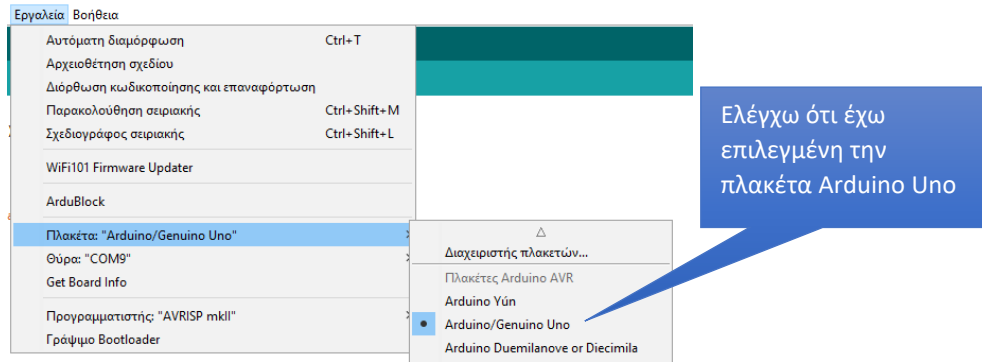 Εργαλεία Βοήθεια
Αυτόματη διαμόρφωση Ctrl+T
Αρχειοθέτηση σχεδίου
Διόρθωση κωδικοποίησης και επαναφόρτωση
Παρακολούθηση σειριακής Ctrl+Shift+M
Σχεδιογράφος σειριακής Ctrl+Shift+L
WiFi101 Firmware Updater
ArduBlock
Πλακέτα: "Arduino/Genuino Uno"
Θύρα: "COM9"
Get Board Info
Προγραμματιστής: "AVRISP mkII"
Γράψιμο Bootloader
Διαχειριστής πλακετών...
Πλακέτες Arduino AVR
Arduino Yún
Arduino/Genuino Uno
Arduino Duemilanove or Diecimila
Ελέγχω ότι έχω
επιλεγμένη την
πλακέτα Arduino Uno